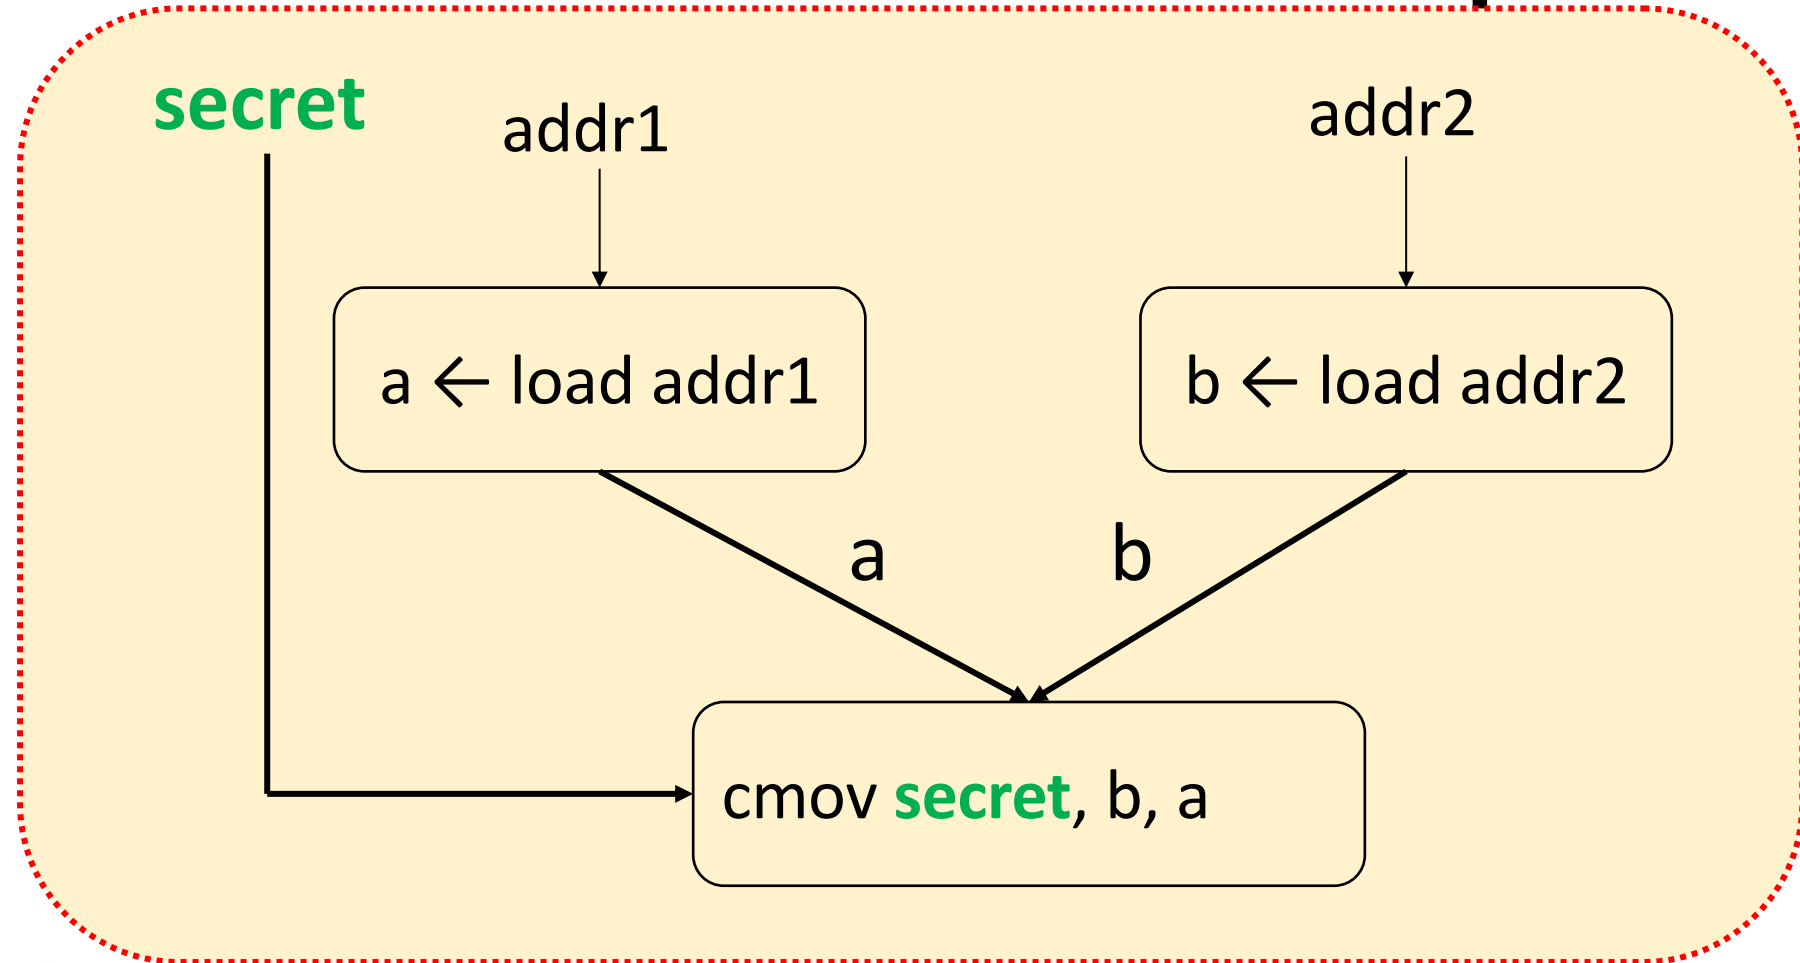 secret
addr1
addr2
a ← load addr1
b ← load addr2
a
b
cmov secret, b, a